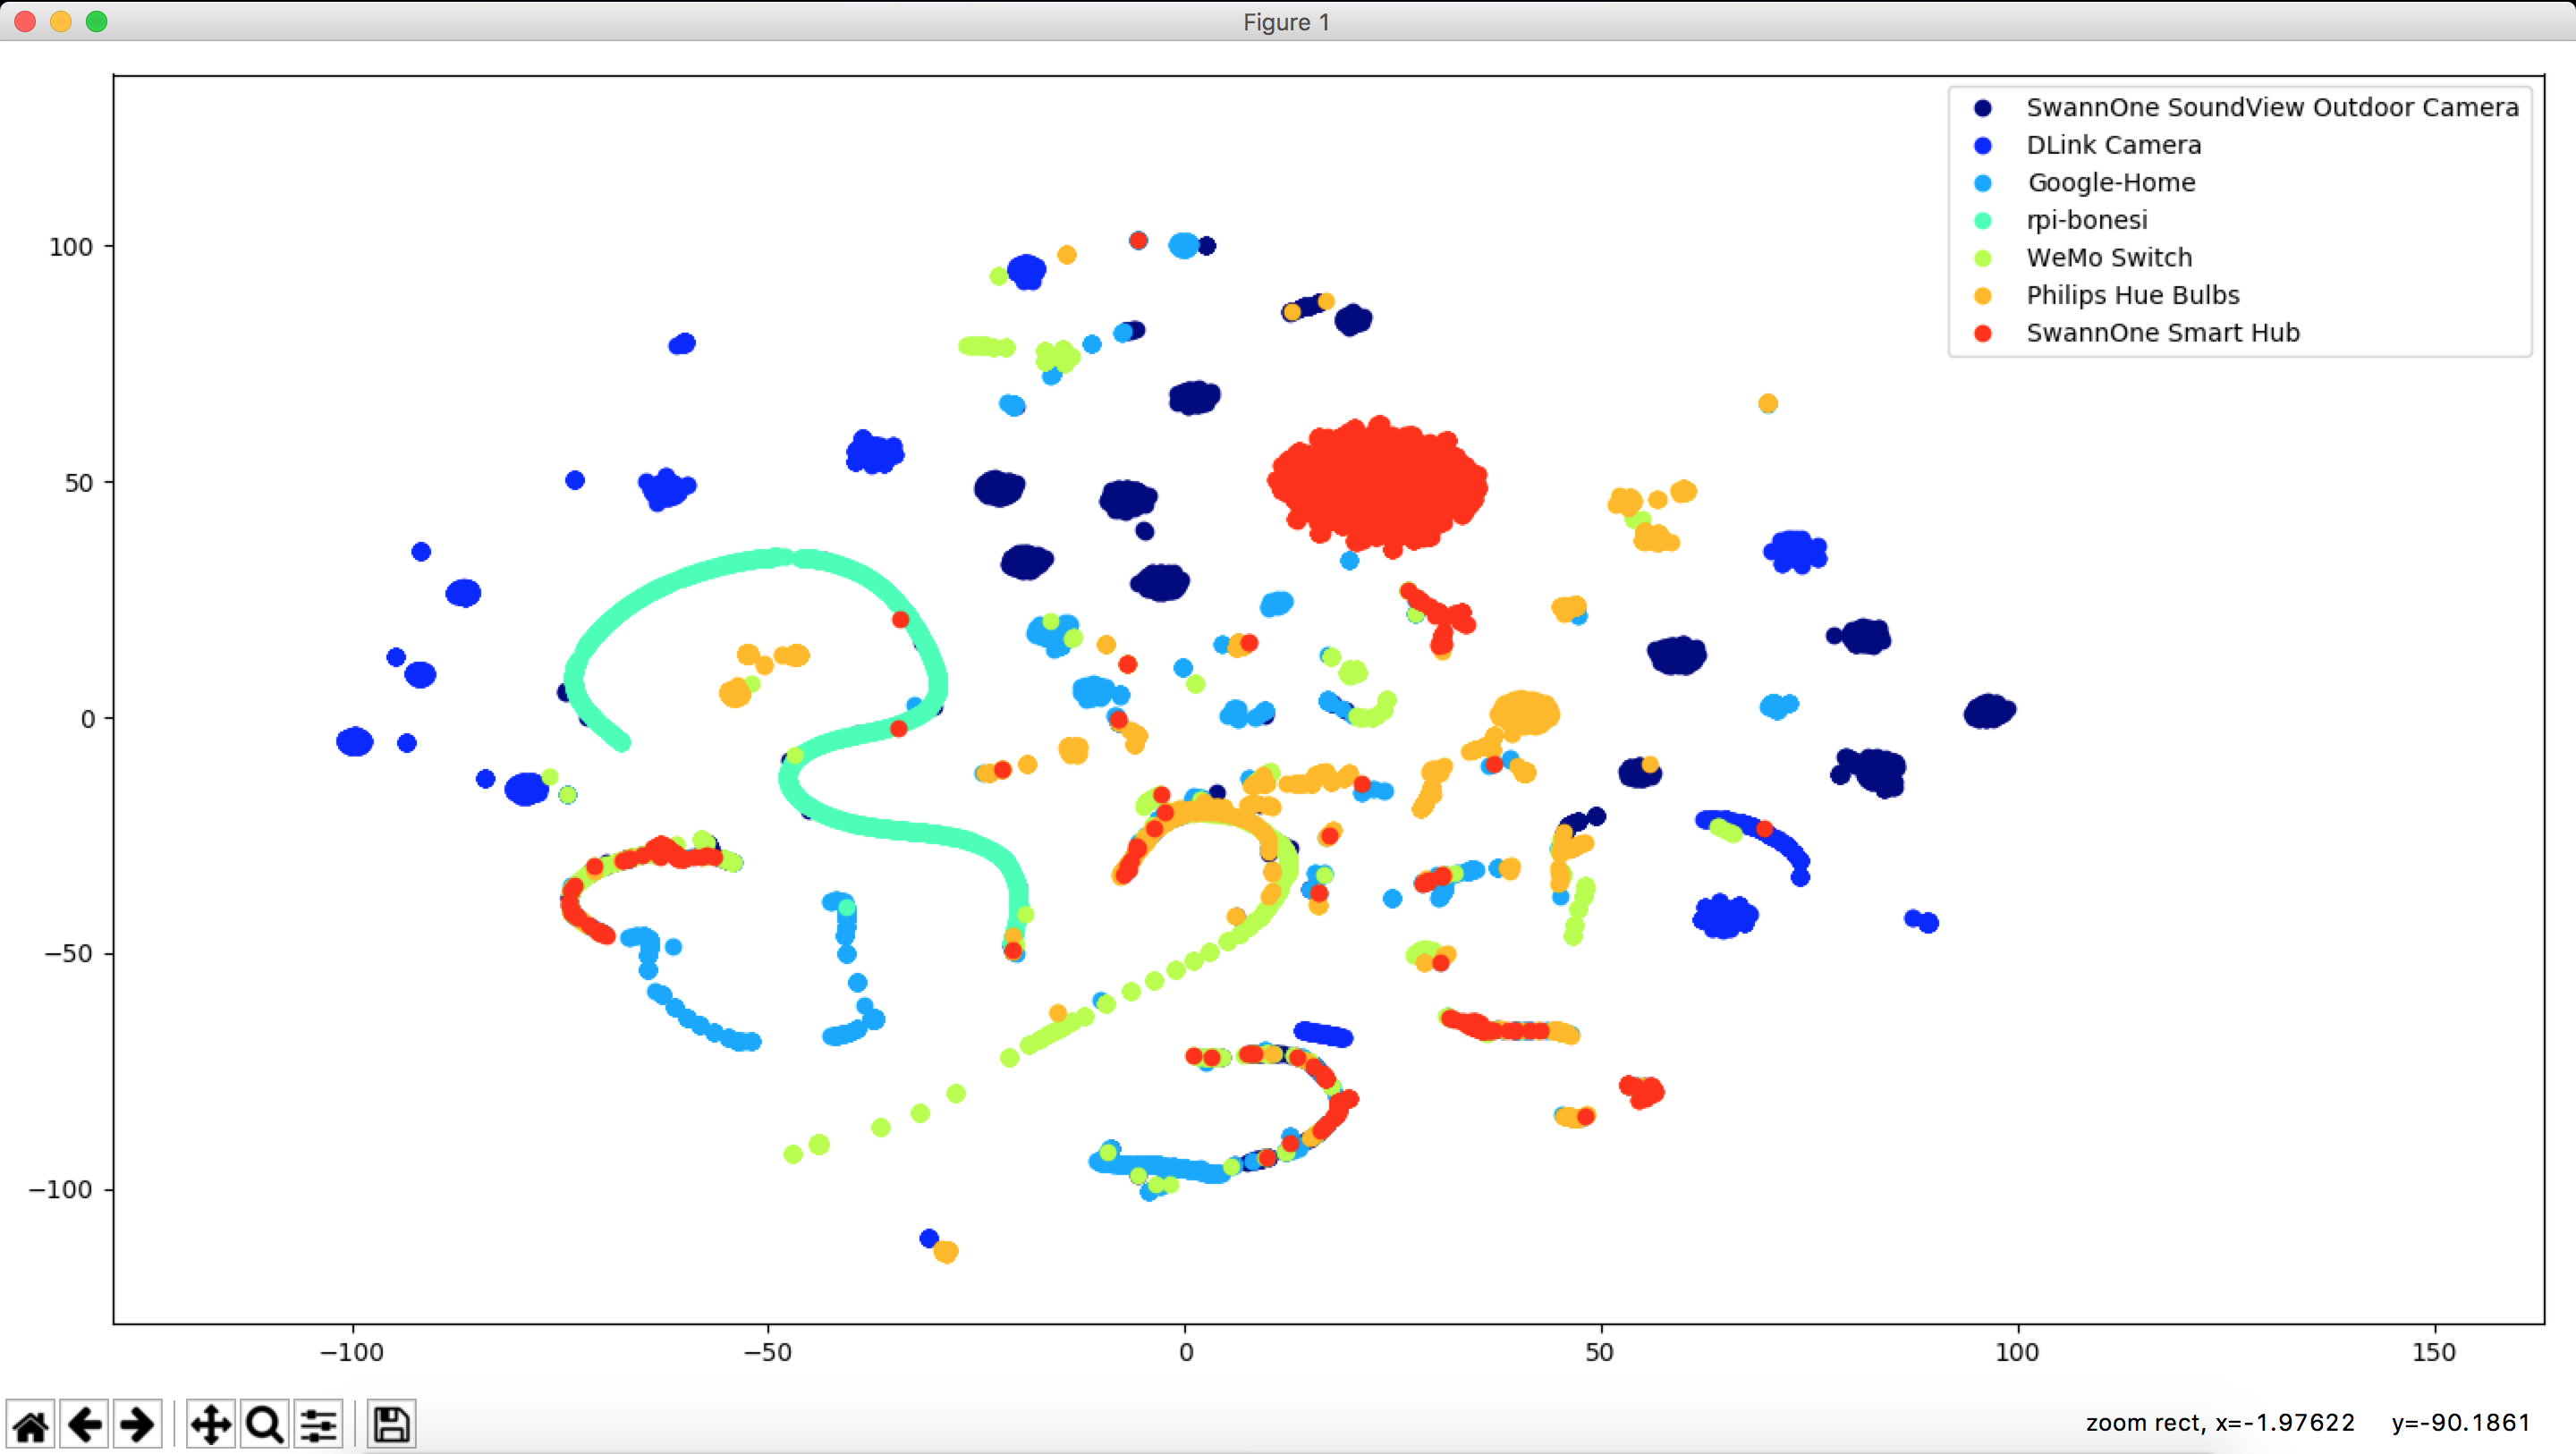 Figure 1
SwannOne SoundView Outdoor Camera
DLink Camera
Google-Home
rpi-bonesi
WeMo Switch
Philips Hue Bulbs
SwannOne Smart Hub
100
50
0
−50
−100
−100
−50
0
50
100
150
zoom rect, x=-1.97622 y=-90.1861